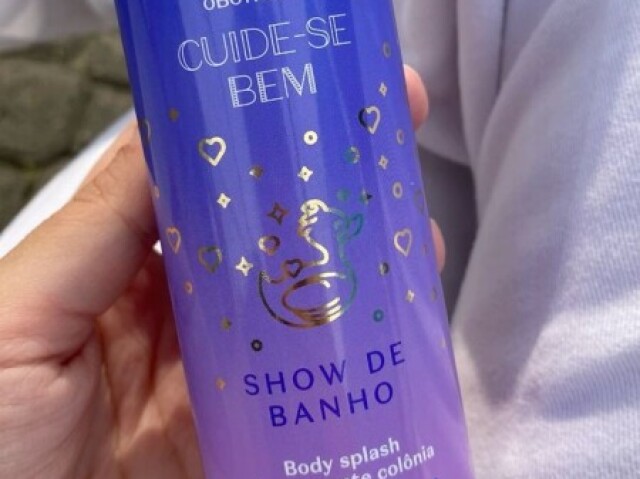 CUIDE-SE
BEM
SHOW DE
BANHO
Body splash
colônia